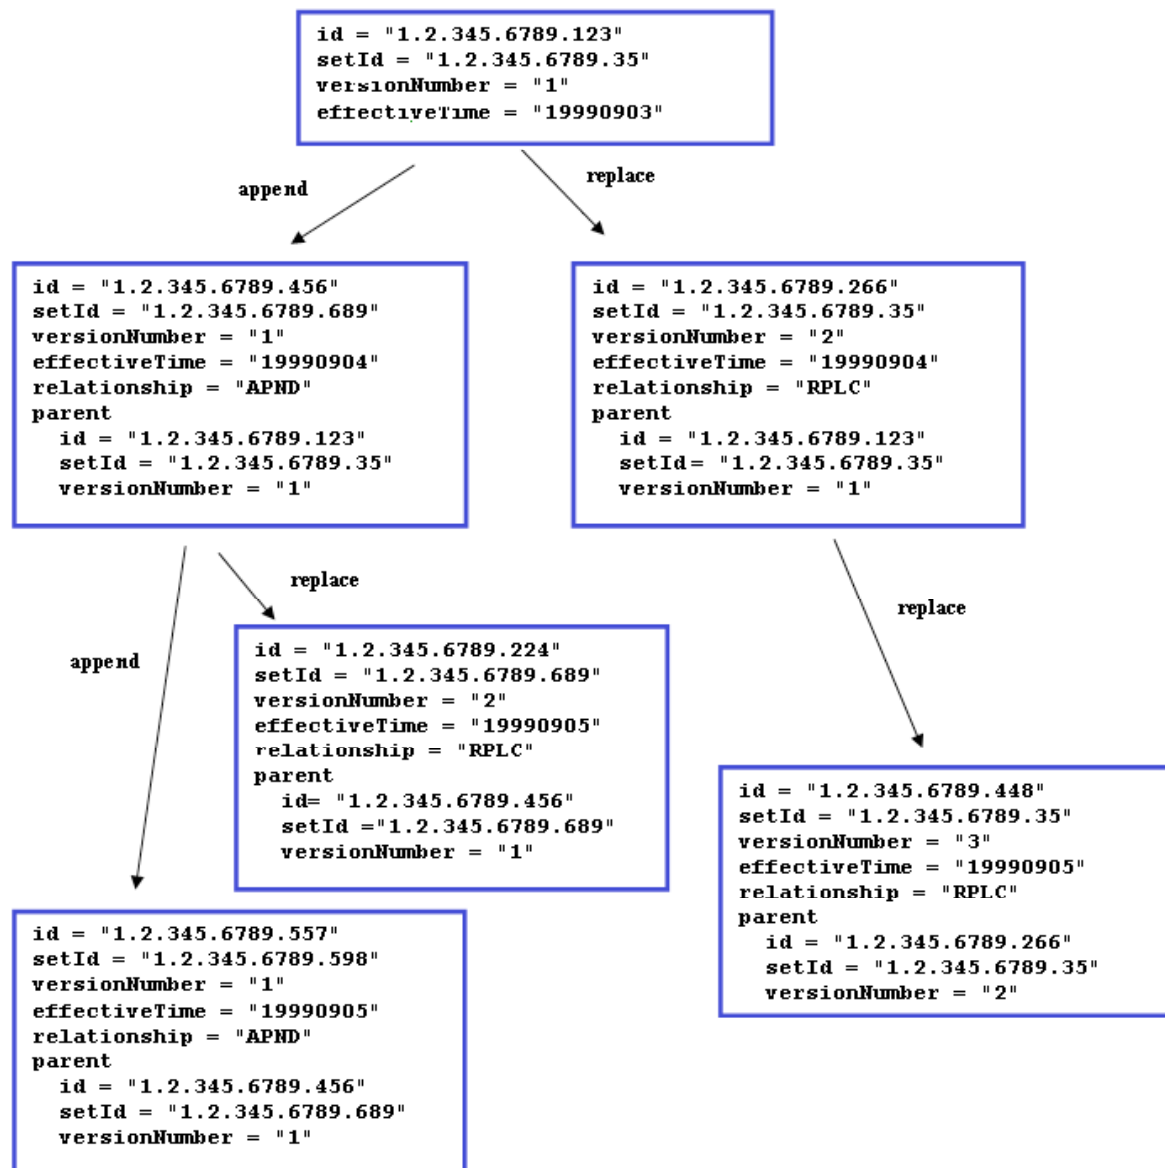 id = "1.2.345.6789.123"
setId = "1.2.345.6789.35"
versionNumber = "1"
effectiveTime = "19990903"
append
replace
id = "1.2.345.6789.456"
setId = "1.2.345.6789.689"
versionNumber = "1"
effectiveTime = "19990904"
relationship = "APND"
parent
id = "1.2.345.6789.123"
setId = "1.2.345.6789.35"
versionNumber = "1"
id = "1.2.345.6789.266"
setId = "1.2.345.6789.35"
versionNumber = "2"
effectiveTime = "19990904"
relationship = "RPLC"
parent
id = "1.2.345.6789.123"
setId= "1.2.345.6789.35"
versionNumber = "1"
replace
append
replace
id = "1.2.345.6789.224"
setId = "1.2.345.6789.689"
versionNumber = "2"
effectiveTime = "19990905"
relationship = "RPLC"
parent
id= "1.2.345.6789.456"
setId ="1.2.345.6789.689"
versionNumber = "1"
id = "1.2.345.6789.448"
setId = "1.2.345.6789.35"
versionNumber = "3"
effectiveTime = "19990905"
relationship = "RPLC"
parent
id = "1.2.345.6789.266"
setId = "1.2.345.6789.35"
versionNumber = "2"
id = "1.2.345.6789.557"
setId = "1.2.345.6789.598"
versionNumber = "1"
effectiveTime = "19990905"
relationship = "APND"
parent
id = "1.2.345.6789.456"
setId = "1.2.345.6789.689"
versionNumber = "1"